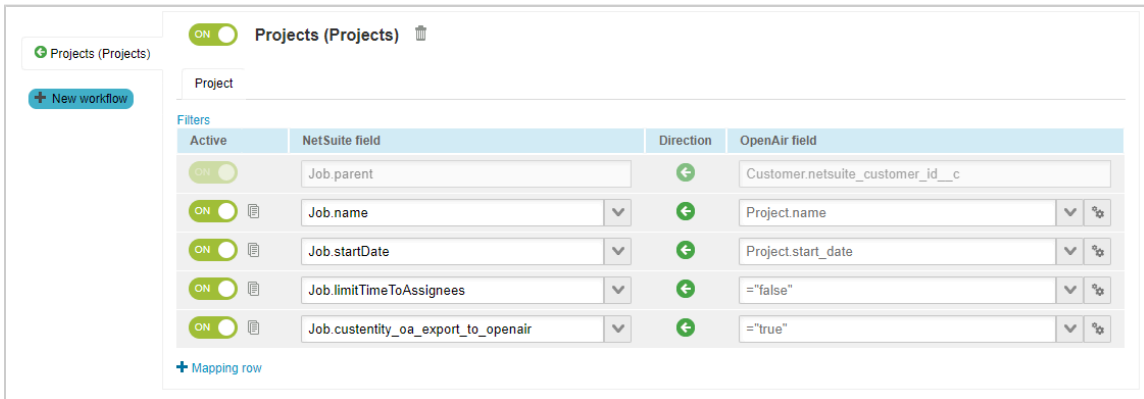 Projects (Projects)
New workflow
ON Projects (Projects)
Project
Filters
Active NetSuite field Direction OpenAir field
ON Job.parent Customer.netsuite_customer_id__c
ON Job.name Project.name
ON Job.startDate Project.start_date
ON Job.limitTimeToAssignees ="false"
ON Job.custentity_oa_export_to_openair ="true"
Mapping row